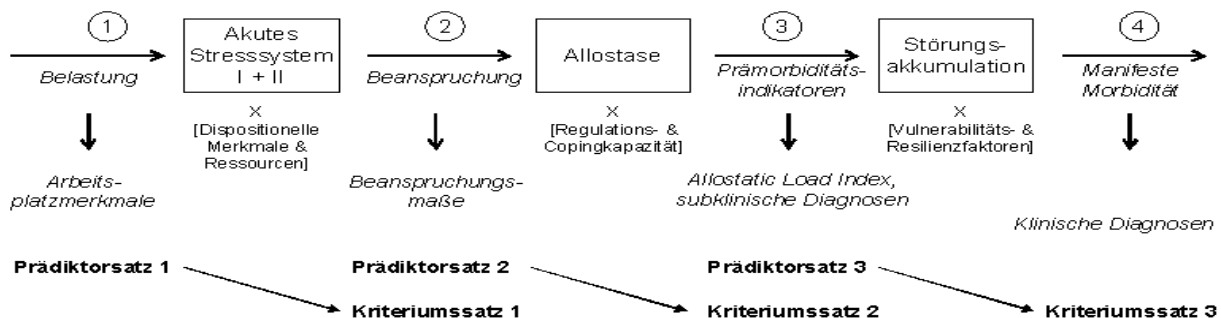 1
2
3
4
Akutes
Stresssystem
I + II
Allostase
Störungs-
akkumulation
Belastung
Beanspruchung
Prämorbiditäts-
indikatoren
Manifeste
Morbidität
X
[Dispositionelle
Merkmale &
Ressourcen]
X
[Regulations- &
Copingkapazität]
X
[Vulnerabilitäts- &
Resilienzfaktoren]
Arbeits-
platzmerkmale
Beanspruchungs-
maße
Allostatic Load Index,
subklinische Diagnosen
Klinische Diagnosen
Prädiktorsatz 1
Prädiktorsatz 2
Prädiktorsatz 3
Kriteriumssatz 1
Kriteriumssatz 2
Kriteriumssatz 3